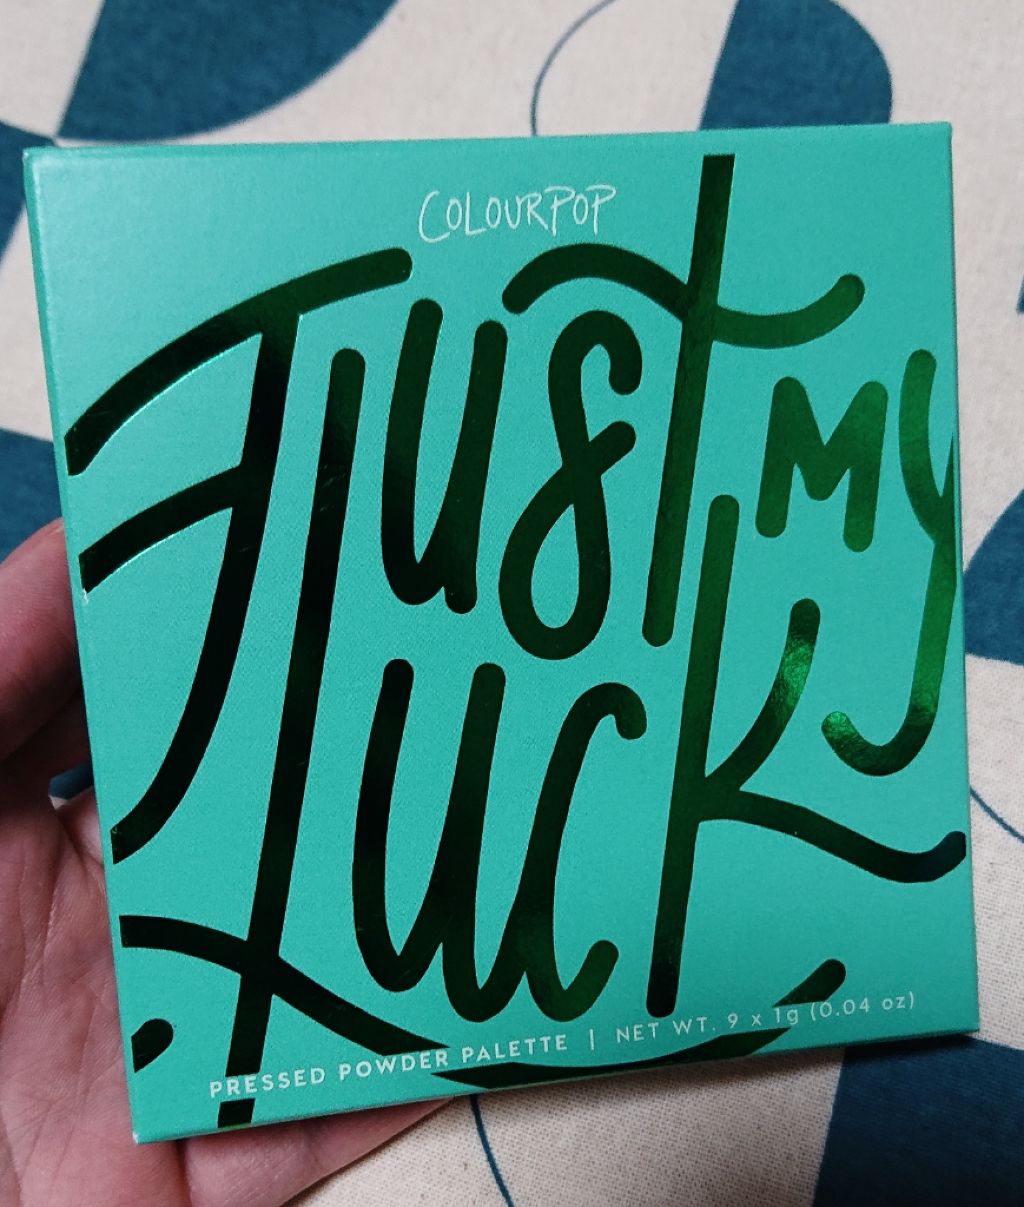 COLOURPOP
Just my
luck
PRESSED POWDER PALETTE | NET WT. 9 x 1g (0.04 oz)